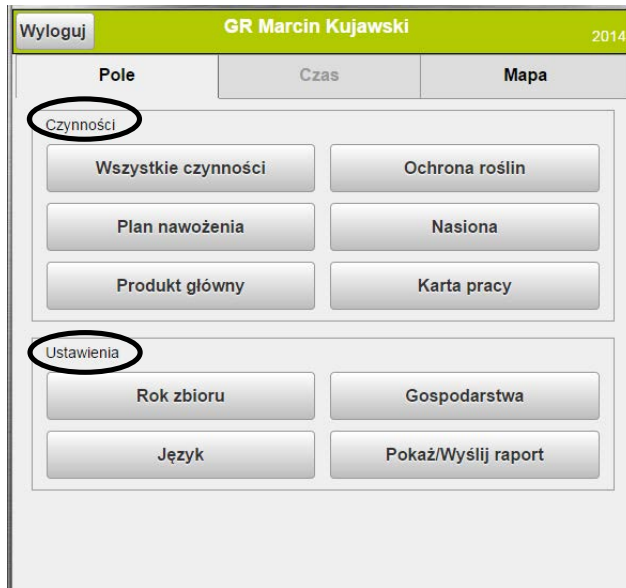 Wyloguj GR Marcin Kujawski 2014
Pole Czas Mapa
Czynności
Wszystkie czynności Ochrona roślin
Plan nawożenia Nasiona
Produkt główny Karta pracy
Ustawienia
Rok zbioru Gospodarstwa
Język Pokaż/Wyślij raport